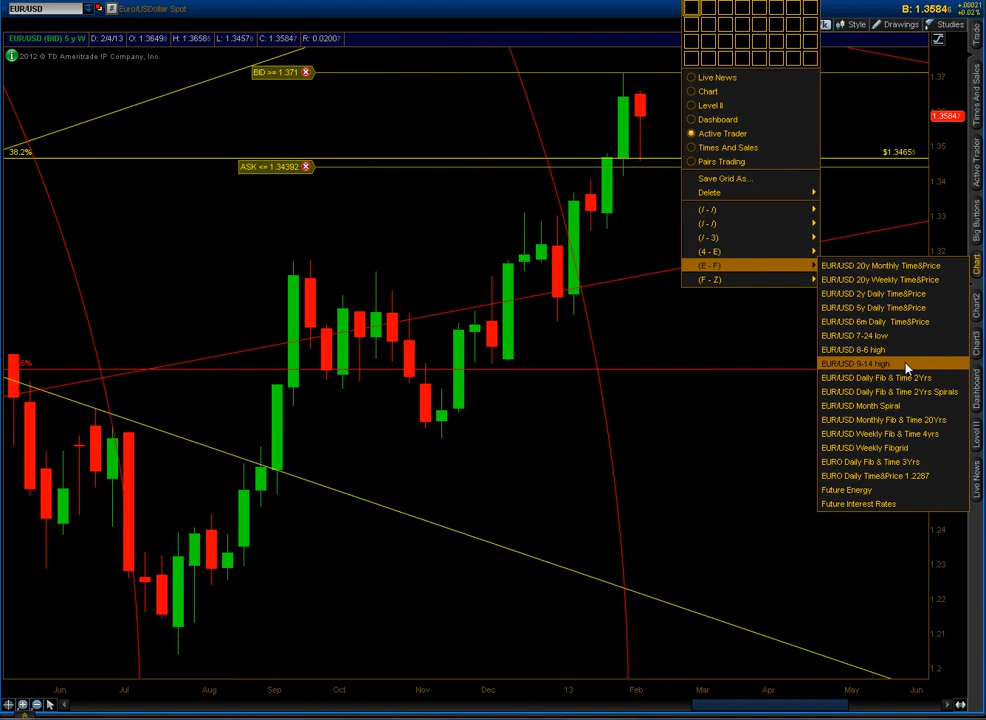 EUR/USD
Euro/USDollar Spot
B: 1.35846
+.00021
+0.02%
Style
Drawings
Studies
EUR/USD (BID) 5 y W D: 2/4/13 O: 1.3649 H: 1.3658 L: 1.3457 C: 1.3584 R: 0.0200
2012 © TD Ameritrade IP Company, Inc.
BID >= 1.371
ASK <= 1.34392
38.2%
$1.3465
Live News
Chart
Level II
Dashboard
Active Trader
Times And Sales
Pairs Trading
Save Grid As...
Delete
(/ - /)
(/ - /)
(/ - 3)
(4 - E)
(E - F)
(F - Z)
EUR/USD 20y Monthly Time&Price
EUR/USD 20y Weekly Time&Price
EUR/USD 2y Daily Time&Price
EUR/USD 5y Daily Time&Price
EUR/USD 6m Daily Time&Price
EUR/USD 7-24 low
EUR/USD 8-6 high
EUR/USD 9-14 high
EUR/USD Daily Fib & Time 2Yrs
EUR/USD Daily Fib & Time 2Yrs Spirals
EUR/USD Month Spiral
EUR/USD Monthly Fib & Time 20Yrs
EUR/USD Weekly Fib & Time 4yrs
EUR/USD Weekly Fibgrid
EURO Daily Fib & Time 3Yrs
EURO Daily Time&Price 1.2287
Future Energy
Future Interest Rates
1.37
1.3584
1.35
1.34
1.33
1.32
1.24
1.23
1.22
1.21
1.2
Jun Jul Aug Sep Oct Nov Dec 13 Feb Mar Apr May Jun
Trade
Times And Sales
Active Trader
Big Buttons
Chart
Chart2
Chart3
Dashboard
Level II
Live News